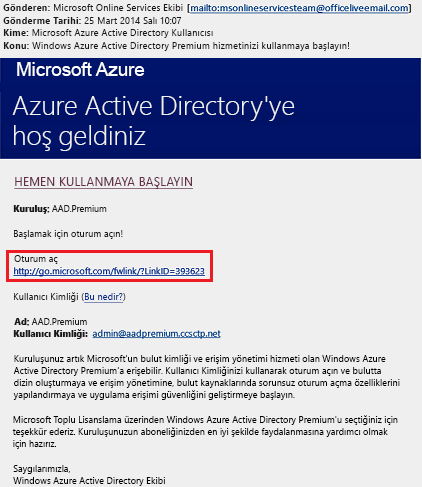 Gönderen: Microsoft Online Services Ekibi [mailto:msonlineservicesteam@officeliveemail.com]
Gönderme Tarihi: 25 Mart 2014 Salı 10:07
Kime: Microsoft Azure Active Directory Kullanıcısı
Konu: Windows Azure Active Directory Premium hizmetinizi kullanmaya başlayın!
Microsoft Azure
Azure Active Directory'ye
hoş geldiniz
HEMEN KULLANMAYA BAŞLAYIN
Kuruluş: AAD.Premium
Başlamak için oturum açın!
Oturum aç
http://go.microsoft.com/fwlink/?LinkID=393623
Kullanıcı Kimliği (Bu nedir?)
Ad: AAD.Premium
Kullanıcı Kimliği: admin@aadpremium.ccsctp.net
Kuruluşunuz artık Microsoft'un bulut kimliği ve erişim yönetimi hizmeti olan Windows Azure
Active Directory Premium'a erişebilir. Kullanıcı Kimliğinizi kullanarak oturum açın ve bulutta
dizin oluşturmaya ve erişim yönetimine, bulut kaynaklarında sorunsuz oturum açma özelliklerini
yapılandırmaya ve uygulama erişimi güvenliğini geliştirmeye başlayın.
Microsoft Toplu Lisanslama üzerinden Windows Azure Active Directory Premium'u seçtiğiniz için
teşekkür ederiz. Kuruluşunuzun aboneliğinizden en iyi şekilde faydalanmasına yardımcı olmak
için hazırız.
Saygılarımızla,
Windows Azure Active Directory Ekibi